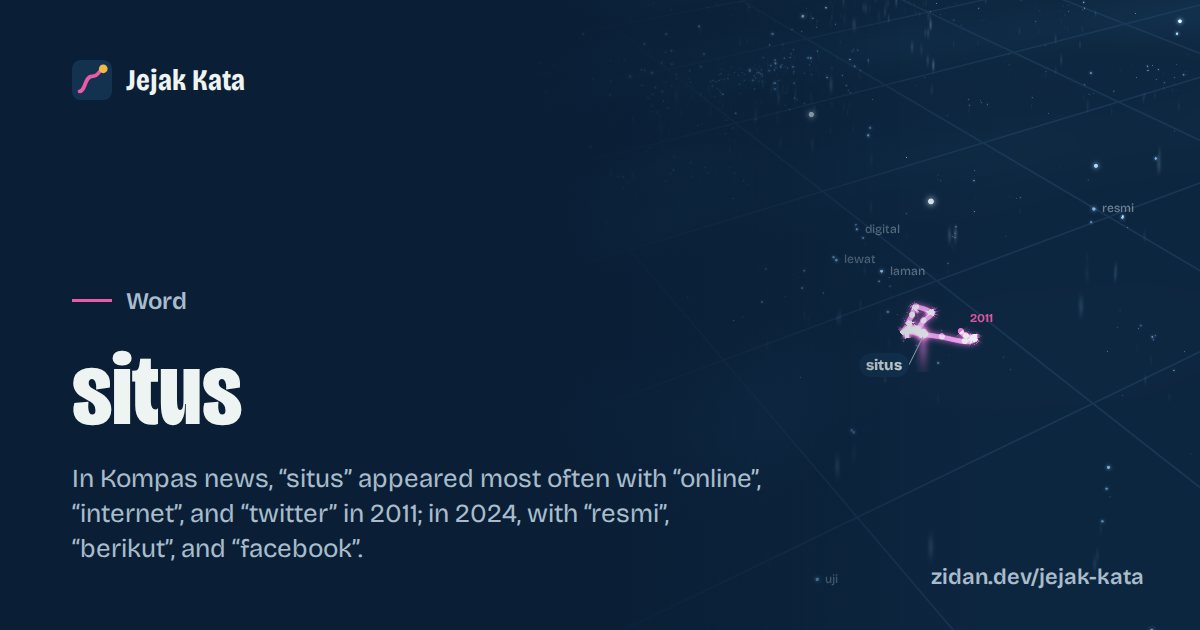 Jejak Kata
Word
situs
In Kompas news, “situs” appeared most often with “online”,
“internet”, and “twitter” in 2011; in 2024, with “resmi”,
“berikut”, and “facebook”.
resmi
digital
lewat
laman
2011
situs
uji
zidan.dev/jejak-kata